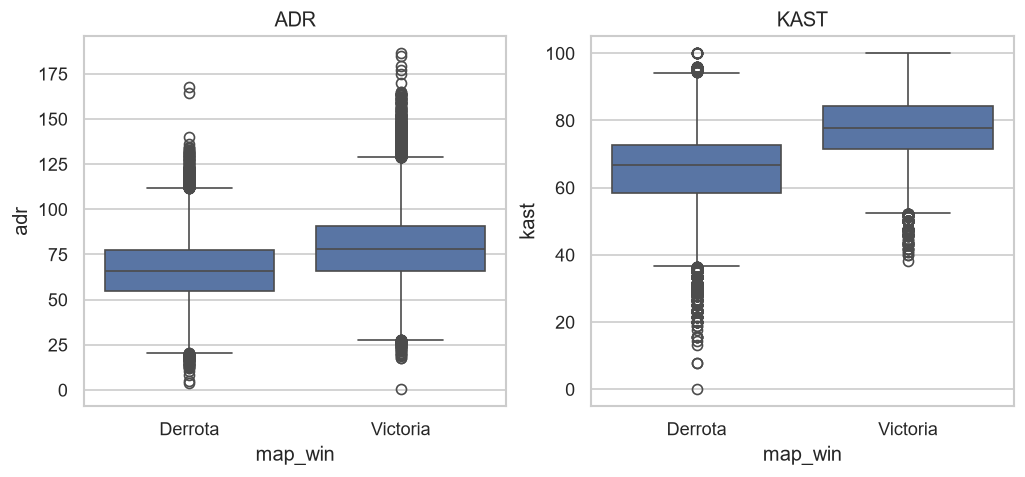 ADR
175
150
125
100
75
50
25
0
adr
Derrota
Victoria
map_win
KAST
100
80
60
40
20
0
kast
Derrota
Victoria
map_win